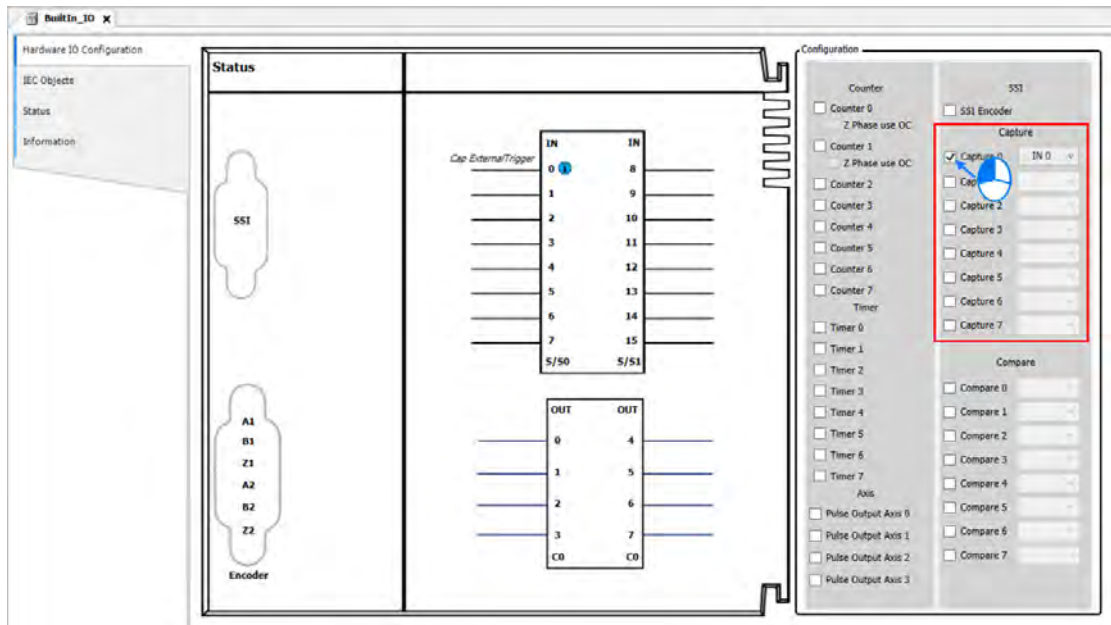 BuiltIn_IO x
Hardware IO Configuration
IEC Objects
Status
Information
Status
SSI
A1
B1
Z1
A2
B2
Z2
Encoder
Cap ExternalTrigger
IN IN
0 1 8
1 9
2 10
3 11
4 12
5 13
6 14
7 15
S/S0 S/S1
OUT OUT
0 4
1 5
2 6
3 7
C0 C0
Configuration
Counter
Counter 0
Z Phase use OC
Counter 1
Z Phase use OC
Counter 2
Counter 3
Counter 4
Counter 5
Counter 6
Counter 7
Timer
Timer 0
Timer 1
Timer 2
Timer 3
Timer 4
Timer 5
Timer 6
Timer 7
Axis
Pulse Output Axis 0
Pulse Output Axis 1
Pulse Output Axis 2
Pulse Output Axis 3
SSI
SSI Encoder
Capture
Capture 0 IN 0
Capture 2
Capture 3
Capture 4
Capture 5
Capture 6
Capture 7
Compare
Compare 0
Compare 1
Compare 2
Compare 3
Compare 4
Compare 5
Compare 6
Compare 7